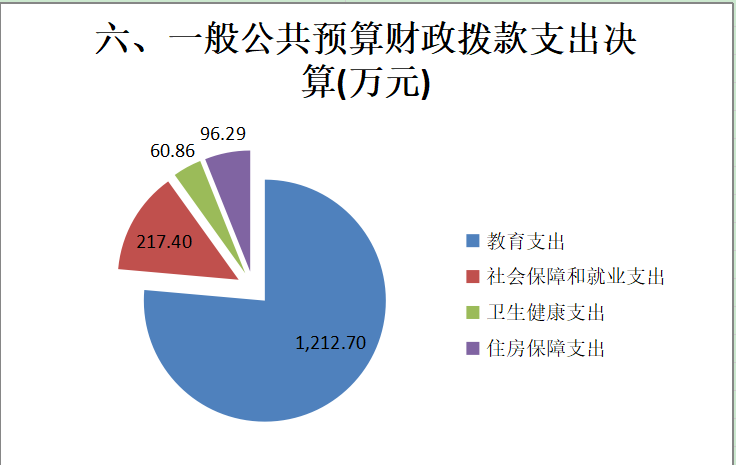 六、一般公共预算财政拨款支出决
算(万元)
96.29
60.86
217.40
1,212.70
教育支出
社会保障和就业支出
卫生健康支出
住房保障支出